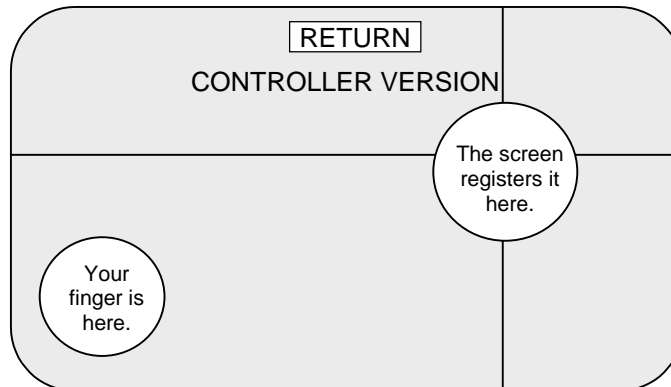 RETURN
CONTROLLER VERSION
The screen
registers it
here.
Your
finger is
here.